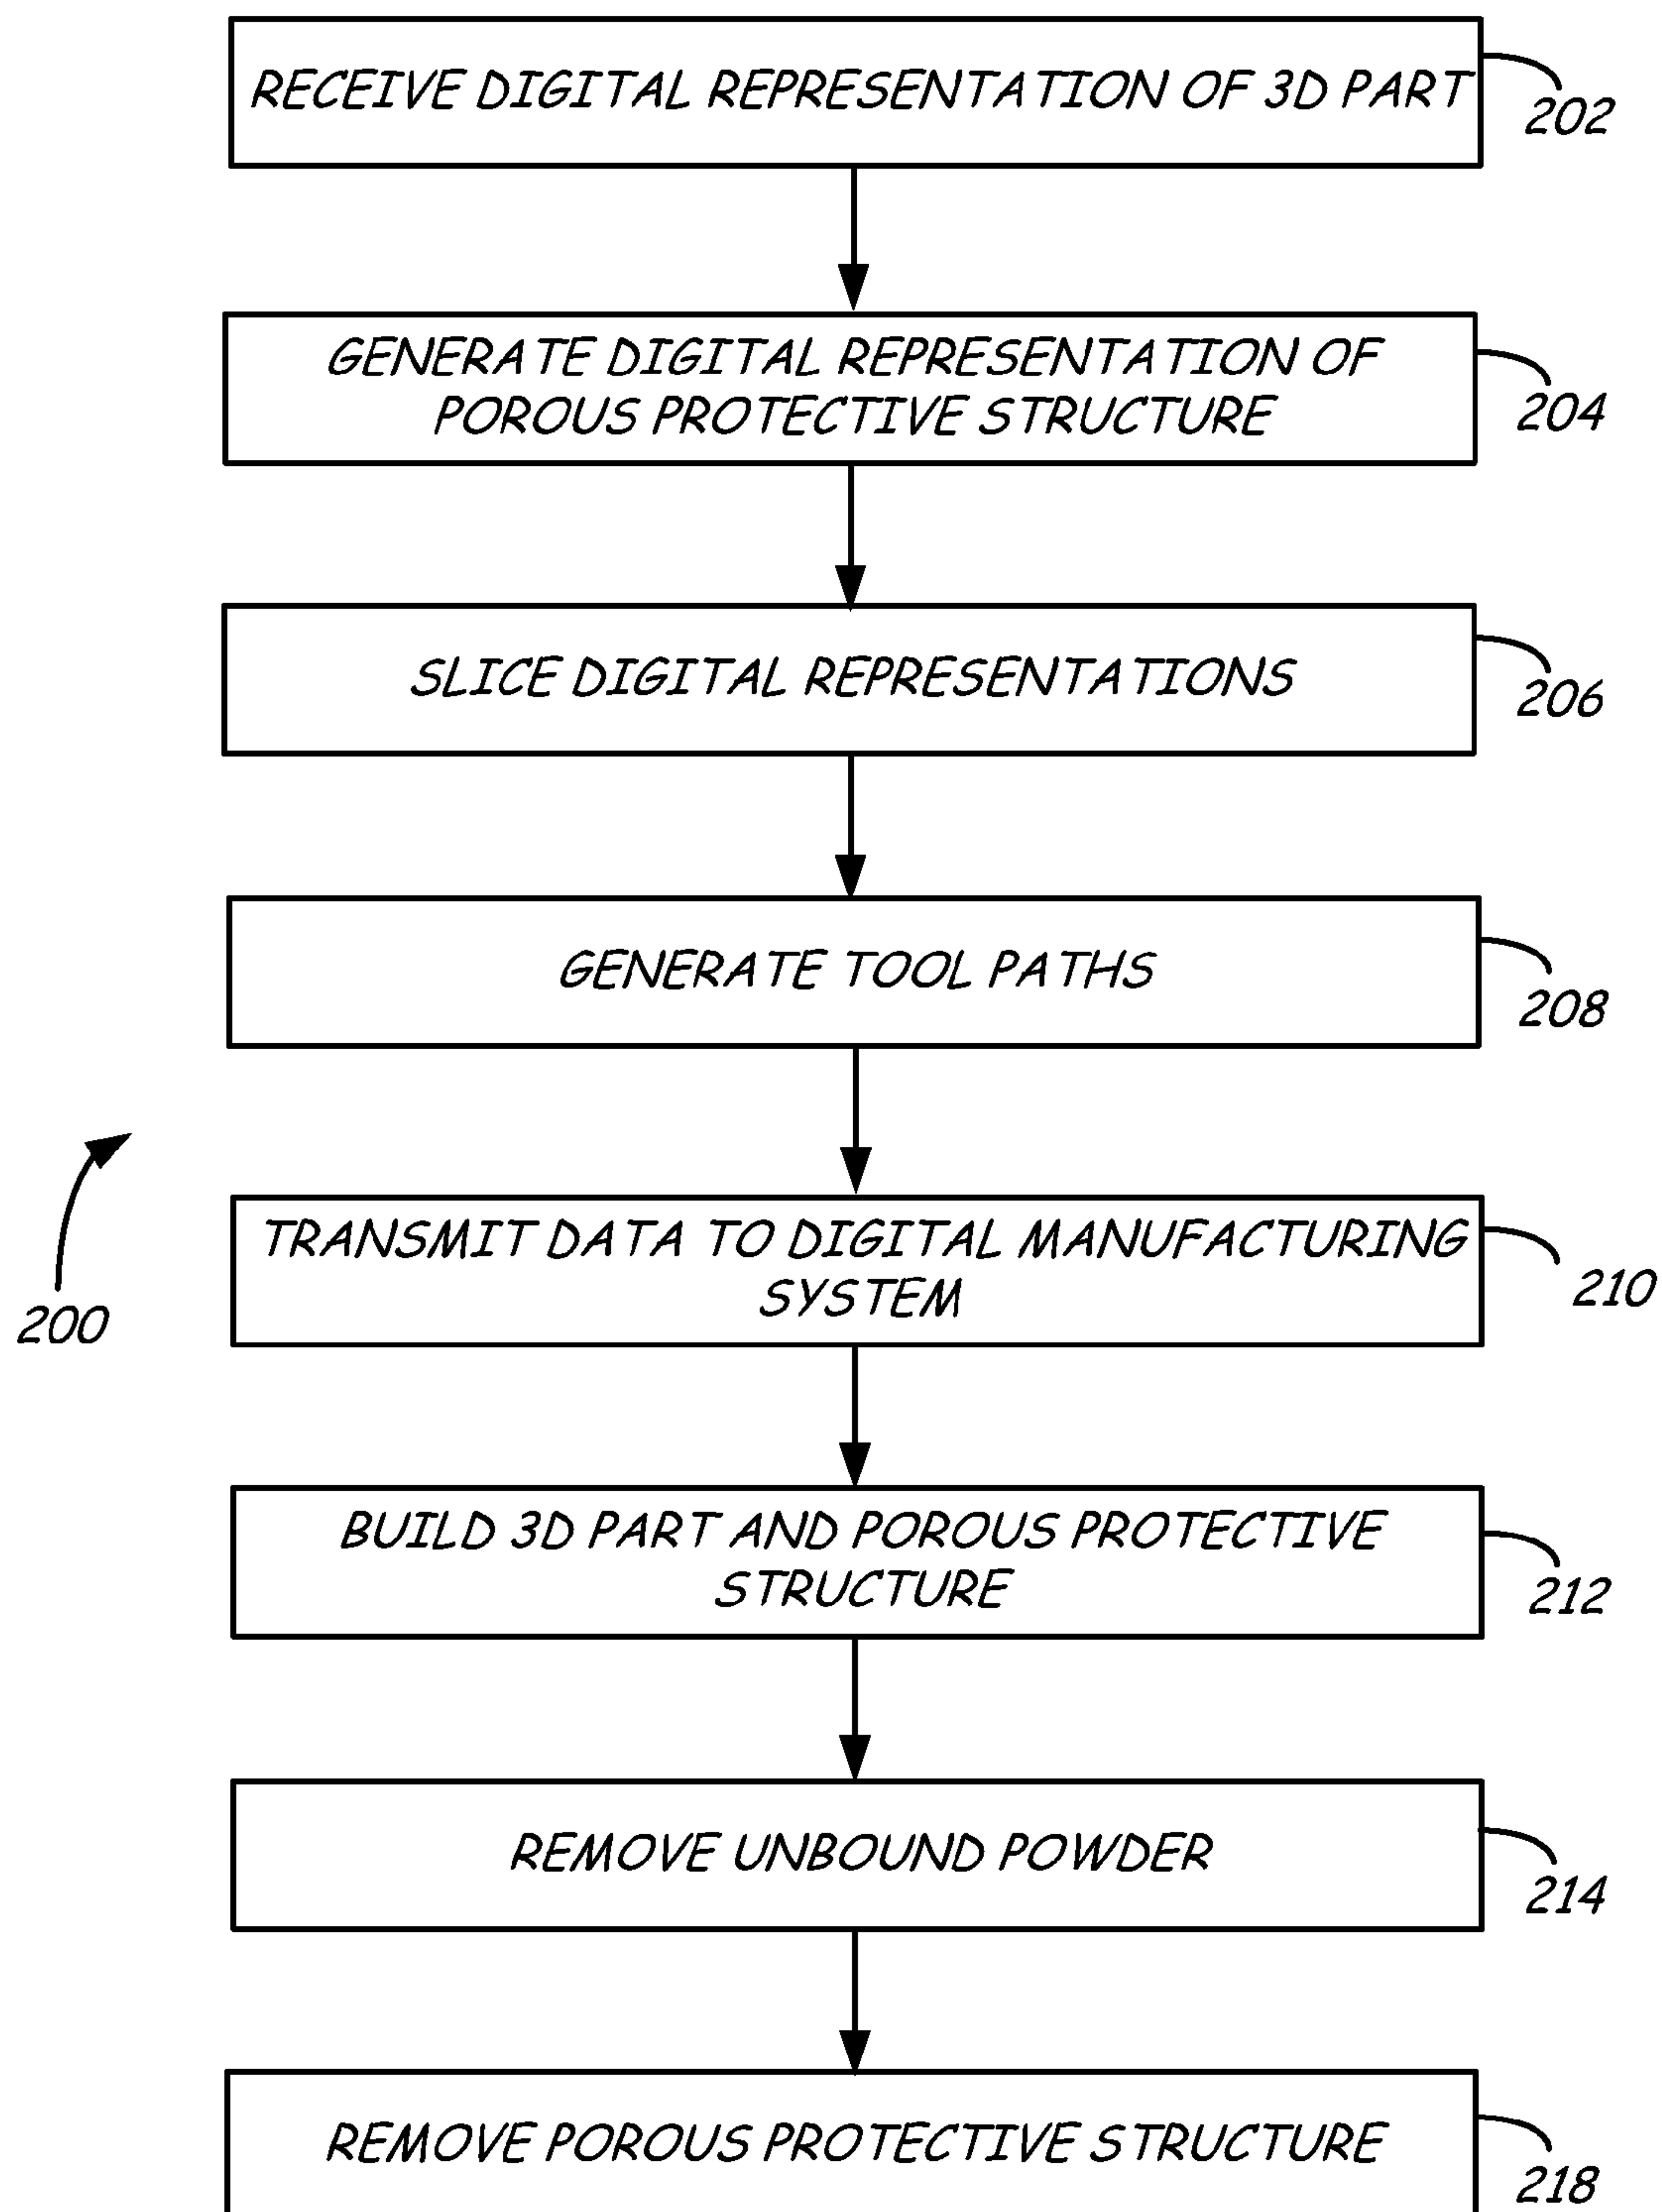 RECEIVE DIGITAL REPRESENTATION OF 3D PART
202
GENERATE DIGITAL REPRESENTATION OF
POROUS PROTECTIVE STRUCTURE
204
SLICE DIGITAL REPRESENTATIONS
206
GENERATE TOOL PATHS
208
TRANSMIT DATA TO DIGITAL MANUFACTURING
SYSTEM
210
200
BUILD 3D PART AND POROUS PROTECTIVE
STRUCTURE
212
REMOVE UNBOUND POWDER
214
REMOVE POROUS PROTECTIVE STRUCTURE
218